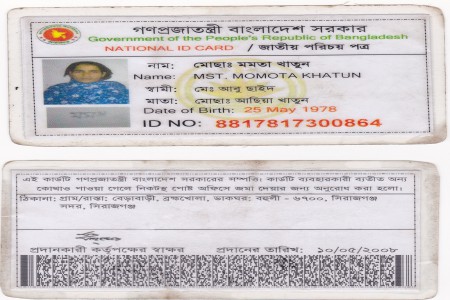 গণপ্রজাতন্ত্রী বাংলাদেশ সরকার
Government of the People's Republic of Bangladesh
NATIONAL ID CARD / জাতীয় পরিচয় পত্র
নাম: মোছাঃ মমতা খাতুন
Name: MST. MOMOTA KHATUN
স্বামী: মোঃ আবু ছাইদ
মাতা: মোছাঃ আছিয়া খাতুন
Date of Birth: 25 May 1978
ID NO: 8817817300864
এই কার্ডটি গণপ্রজাতন্ত্রী বাংলাদেশ সরকারের সম্পত্তি। কার্ডটি ব্যবহারকারী ব্যতীত অন্য
কোথাও পাওয়া গেলে নিকটস্থ পোষ্ট অফিসে জমা দেয়ার জন্য অনুরোধ করা হলো।
ঠিকানা: গ্রাম/রাস্তা: বেড়াবাড়ী, ব্রহ্মখোলা, ডাকঘর: বহুলী - ৬৭০০, সিরাজগঞ্জ
সদর, সিরাজগঞ্জ
প্রদানকারী কর্তৃপক্ষের স্বাক্ষর প্রদানের তারিখ: ১০/০৫/২০০৮